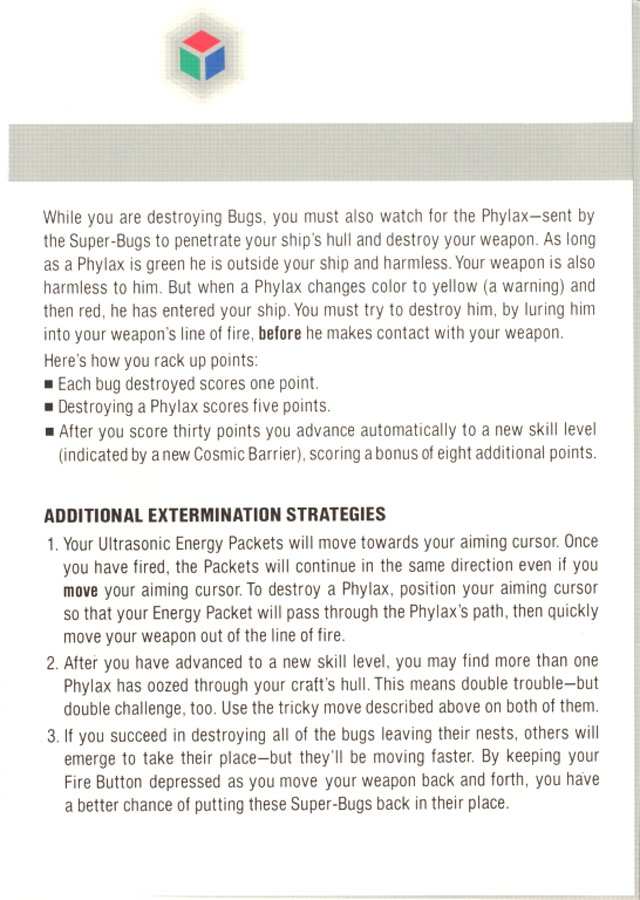 While you are destroying Bugs, you must also watch for the Phylax—sent by
the Super-Bugs to penetrate your ship's hull and destroy your weapon. As long
as a Phylax is green he is outside your ship and harmless. Your weapon is also
harmless to him. But when a Phylax changes color to yellow (a warning) and
then red, he has entered your ship. You must try to destroy him, by luring him
into your weapon's line of fire, before he makes contact with your weapon.
Here's how you rack up points:
■ Each bug destroyed scores one point.
■ Destroying a Phylax scores five points.
■ After you score thirty points you advance automatically to a new skill level
(indicated by a new Cosmic Barrier), scoring a bonus of eight additional points.
ADDITIONAL EXTERMINATION STRATEGIES
1. Your Ultrasonic Energy Packets will move towards your aiming cursor. Once
you have fired, the Packets will continue in the same direction even if you
move your aiming cursor. To destroy a Phylax, position your aiming cursor
so that your Energy Packet will pass through the Phylax's path, then quickly
move your weapon out of the line of fire.
2. After you have advanced to a new skill level, you may find more than one
Phylax has oozed through your craft's hull. This means double trouble—but
double challenge, too. Use the tricky move described above on both of them.
3. If you succeed in destroying all of the bugs leaving their nests, others will
emerge to take their place—but they'll be moving faster. By keeping your
Fire Button depressed as you move your weapon back and forth, you have
a better chance of putting these Super-Bugs back in their place.